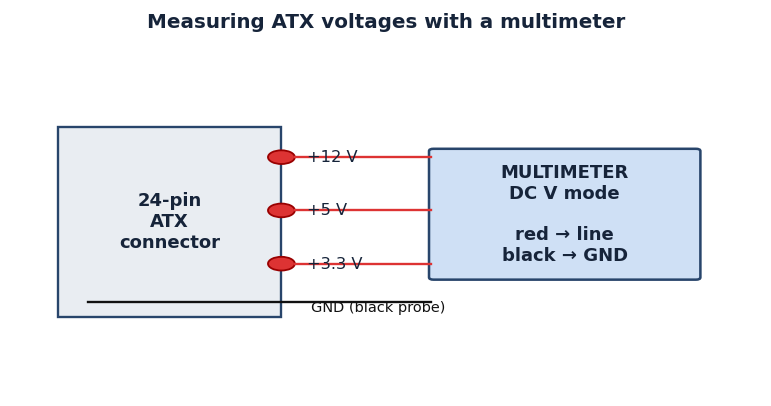 Measuring ATX voltages with a multimeter
24-pin
ATX
connector
+12 V
+5 V
+3.3 V
GND (black probe)
MULTIMETER
DC V mode
red → line
black → GND